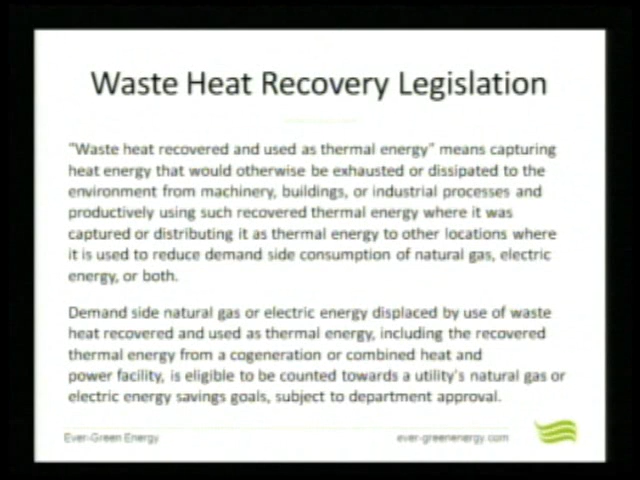 Waste Heat Recovery Legislation
"Waste heat recovered and used as thermal energy" means capturing
heat energy that would otherwise be exhausted or dissipated to the
environment from machinery, buildings, or industrial processes and
productively using such recovered thermal energy where it was
captured or distributing it as thermal energy to other locations where
it is used to reduce demand side consumption of natural gas, electric
energy, or both.
Demand side natural gas or electric energy displaced by use of waste
heat recovered and used as thermal energy, including the recovered
thermal energy from a cogeneration or combined heat and
power facility, is eligible to be counted towards a utility's natural gas or
electric energy savings goals, subject to department approval.
Ever-Green Energy
ever-greenenergy.com